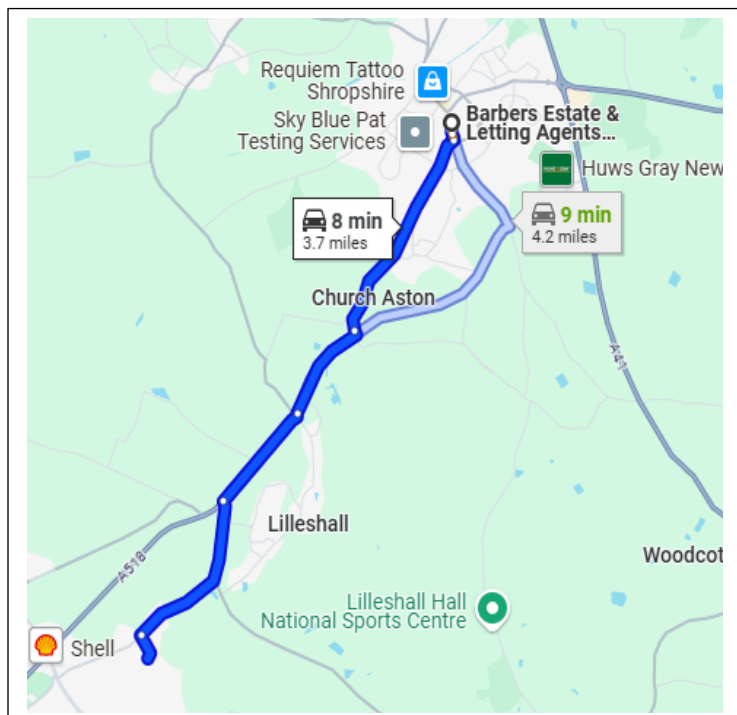 Requiem Tattoo
Shropshire
Barbers Estate &
Letting Agents...
Sky Blue Pat
Testing Services
Huws Gray New
8 min
3.7 miles
9 min
4.2 miles
Church Aston
A41
Lilleshall
Woodcot
A518
Lilleshall Hall
National Sports Centre
Shell